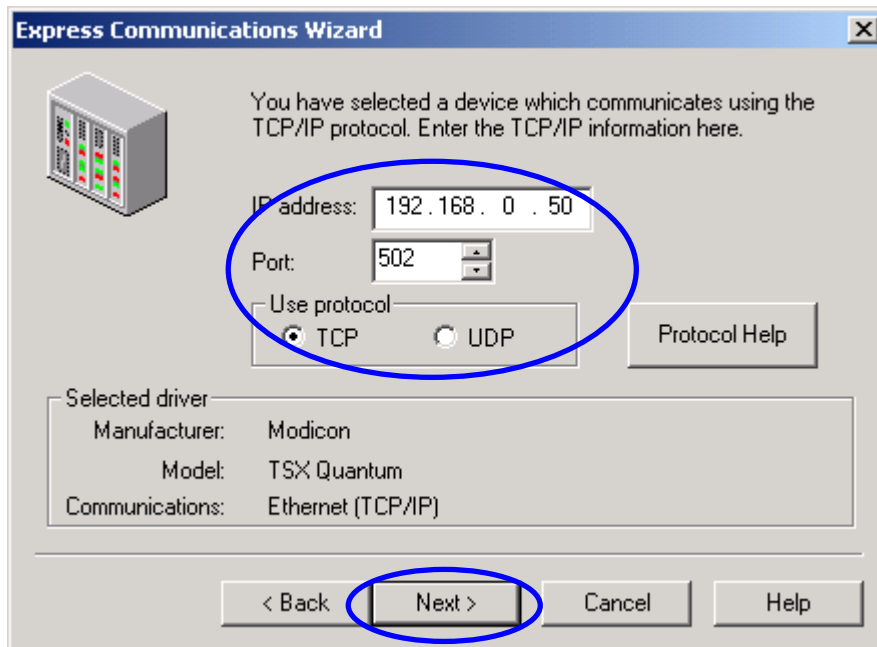 Express Communications Wizard
You have selected a device which communicates using the
TCP/IP protocol. Enter the TCP/IP information here.
IP address: 192.168. 0 .50
Port: 502
Use protocol
TCP UDP
Protocol Help
Selected driver
Manufacturer: Modicon
Model: TSX Quantum
Communications: Ethernet (TCP/IP)
< Back Next > Cancel Help